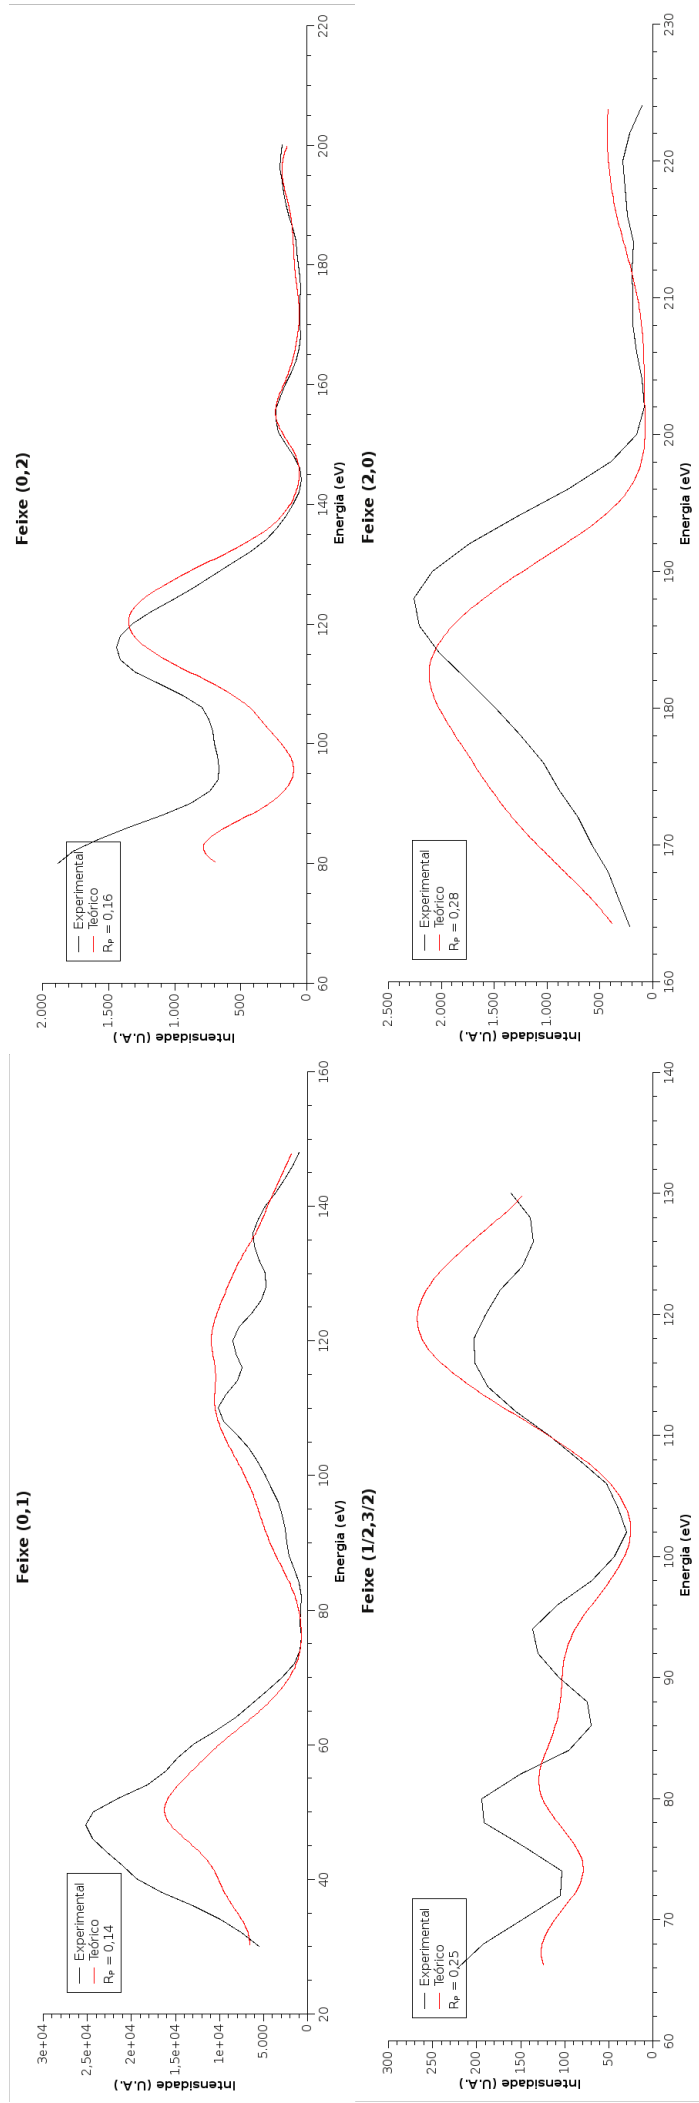 Feixe (0,1)
Intensidade (U.A.)
3e+04
2,5e+04
2e+04
1,5e+04
1e+04
5.000
0
Experimental
Teórico
Rₚ = 0,14
20 40 60 80 100 120 140 160
Energia (eV)
Feixe (0,2)
Intensidade (U.A.)
2.000
1.500
1.000
500
0
Experimental
Teórico
Rₚ = 0,16
60 80 100 120 140 160 180 200 220
Energia (eV)
Feixe (1/2,3/2)
Intensidade (U.A.)
300
250
200
150
100
50
0
Experimental
Teórico
Rₚ = 0,25
60 70 80 90 100 110 120 130 140
Energia (eV)
Feixe (2,0)
Intensidade (U.A.)
2.500
2.000
1.500
1.000
500
0
Experimental
Teórico
Rₚ = 0,28
160 170 180 190 200 210 220 230
Energia (eV)